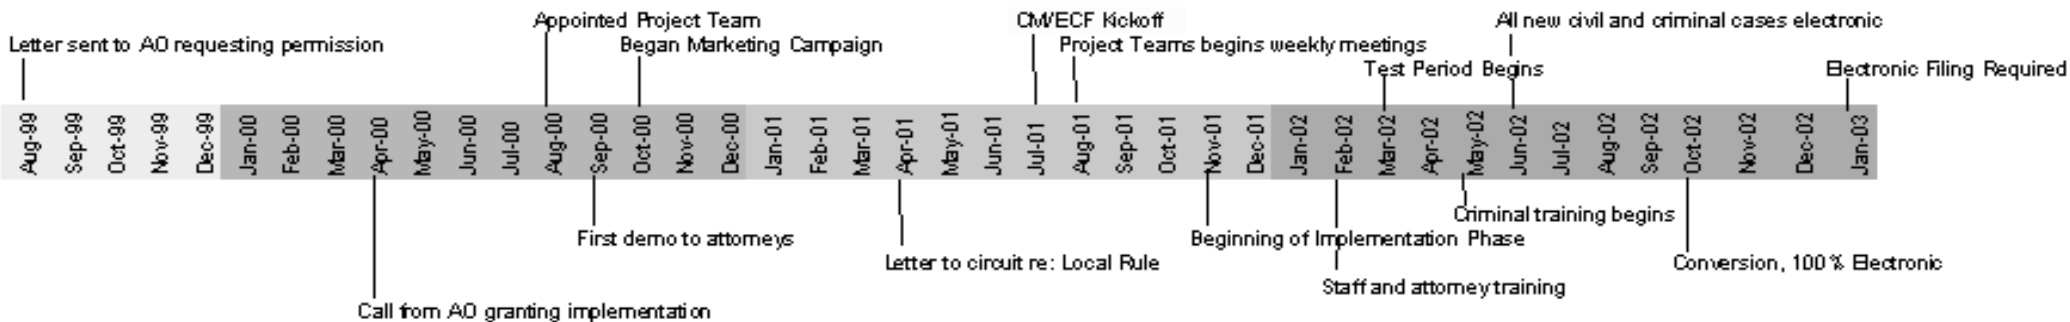 Appointed Project Team
CM/ECF Kickoff
All new civil and criminal cases electronic
Letter sent to AO requesting permission
Began Marketing Campaign
Project Teams begins weekly meetings
Test Period Begins
Electronic Filing Required
Aug-99
Sep-99
Oct-99
Nov-99
Dec-99
Jan-00
Feb-00
Mar-00
Apr-00
May-00
Jun-00
Jul-00
Aug-00
Sep-00
Oct-00
Nov-00
Dec-00
Jan-01
Feb-01
Mar-01
Apr-01
May-01
Jun-01
Jul-01
Aug-01
Sep-01
Oct-01
Nov-01
Dec-01
Jan-02
Feb-02
Mar-02
Apr-02
May-02
Jun-02
Jul-02
Aug-02
Sep-02
Oct-02
Nov-02
Dec-02
Jan-03
Criminal training begins
First demo to attorneys
Beginning of Implementation Phase
Letter to circuit re: Local Rule
Conversion, 100% Electronic
Staff and attorney training
Call from AO granting implementation